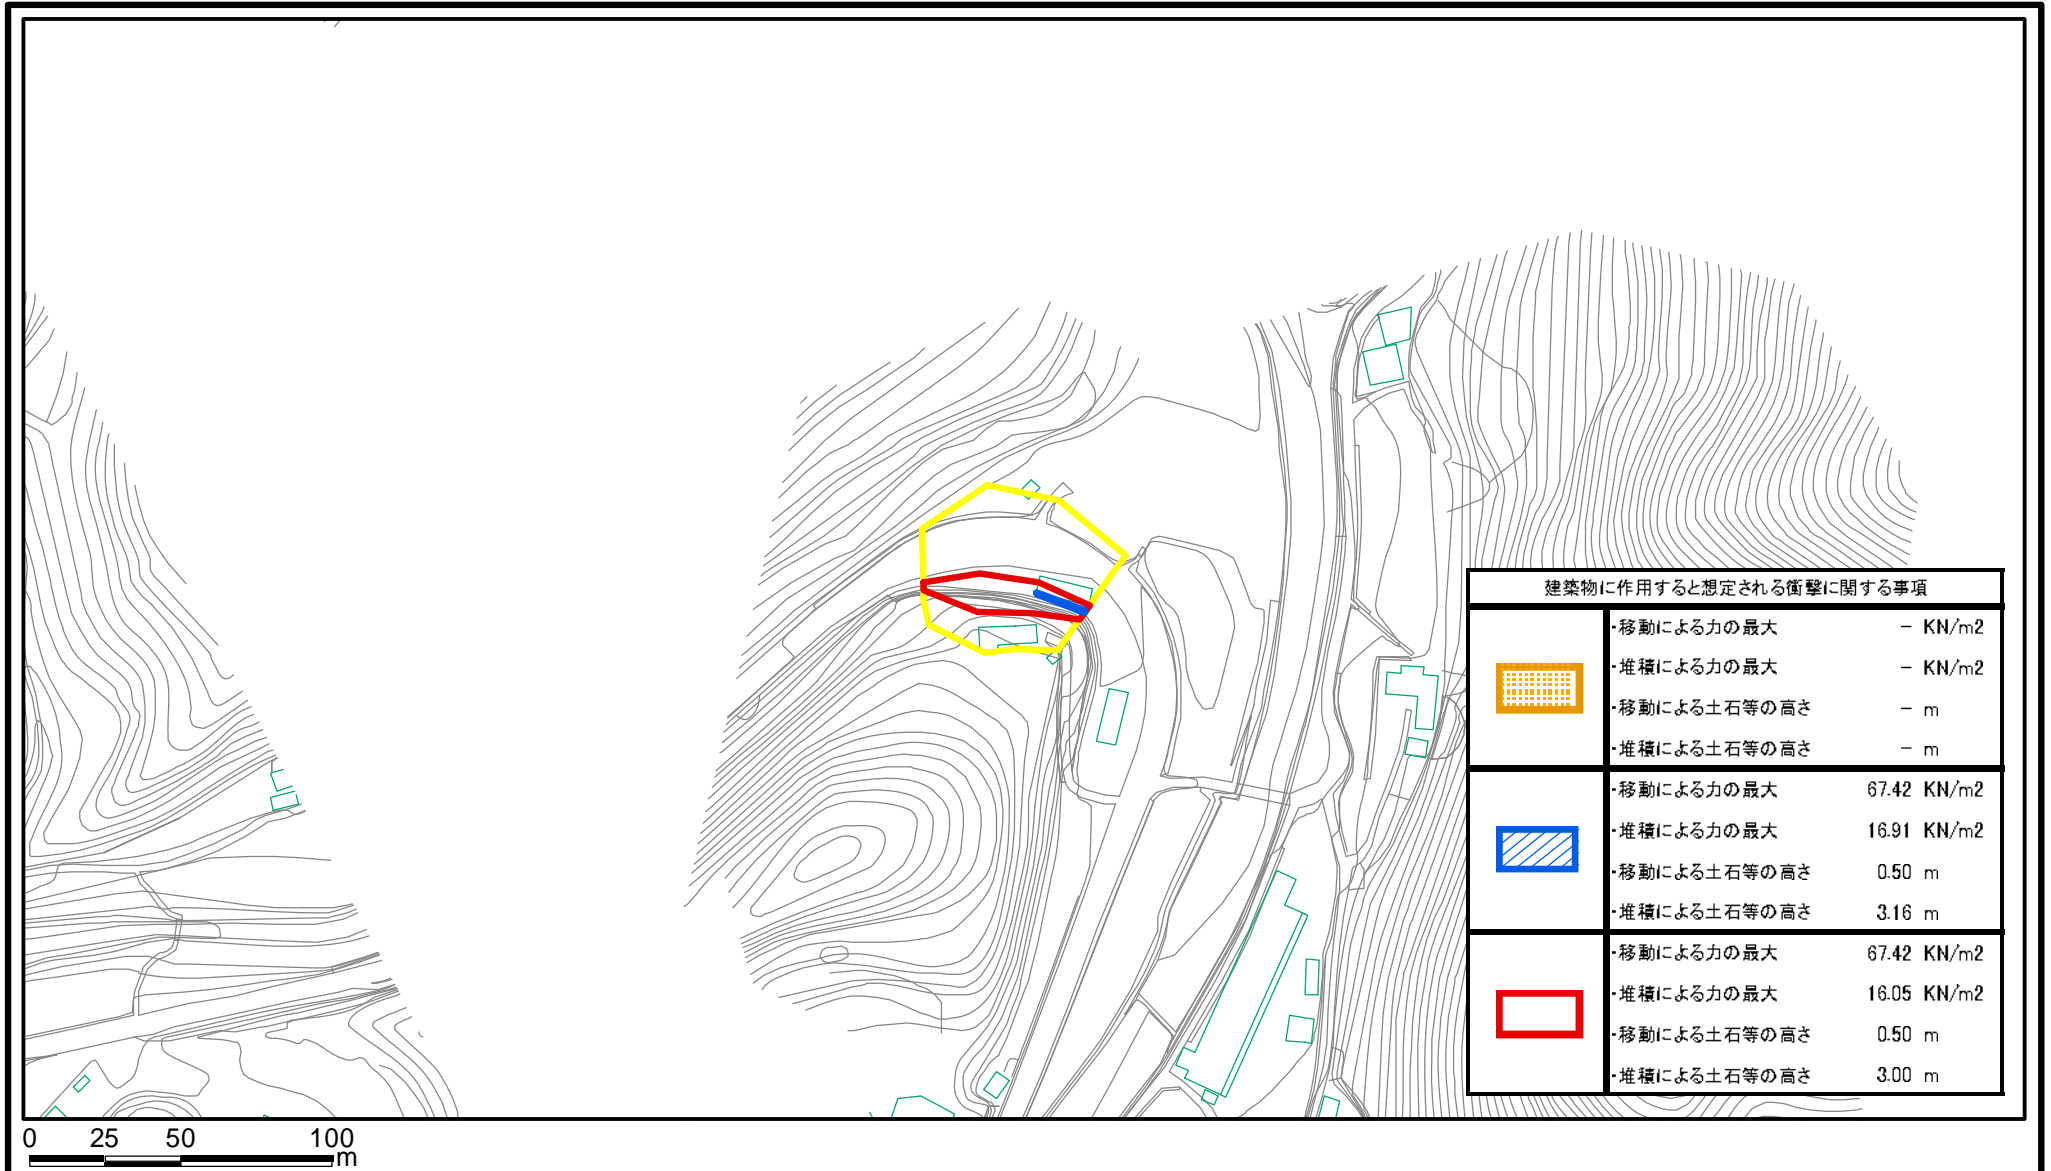 建築物に作用すると想定される衝撃に関する事項
・移動による力の最大 － KN/m2
・堆積による力の最大 － KN/m2
・移動による土石等の高さ － m
・堆積による土石等の高さ － m
・移動による力の最大 67.42 KN/m2
・堆積による力の最大 16.91 KN/m2
・移動による土石等の高さ 0.50 m
・堆積による土石等の高さ 3.16 m
・移動による力の最大 67.42 KN/m2
・堆積による力の最大 16.05 KN/m2
・移動による土石等の高さ 0.50 m
・堆積による土石等の高さ 3.00 m
0 25 50 100
m